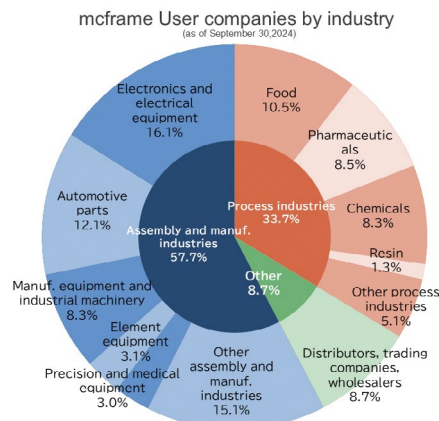 mcframe User companies by industry
(as of September 30,2024)
Electronics and
electrical
equipment
16.1%
Food
10.5%
Pharmaceutic
als
8.5%
Automotive
parts
12.1%
Process industries
33.7%
Chemicals
8.3%
Assembly and manuf.
industries
57.7%
Resin
1.3%
Other
8.7%
Manuf. equipment and
industrial machinery
8.3%
Other process
industries
5.1%
Element
equipment
3.1%
Precision and medical
equipment
3.0%
Other
assembly and
manuf.
industries
15.1%
Distributors, trading
companies,
wholesalers
8.7%